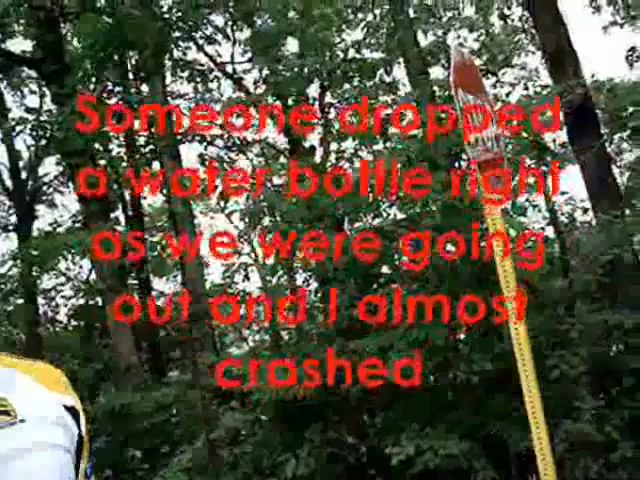 Someone dropped
a water bottle right
as we were going
out and I almost
crashed